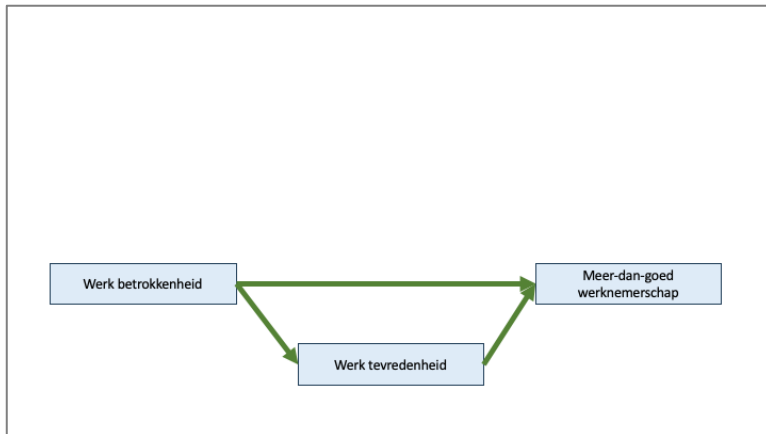 Werk betrokkenheid
Meer-dan-goed
werknemerschap
Werk tevredenheid